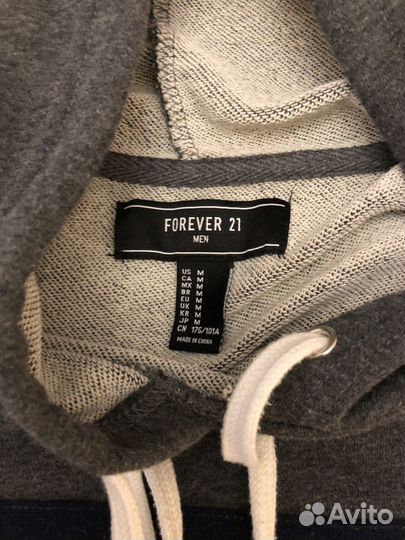 FOREVER 21
MEN
US M
CA M
MX M
BR M
EU M
UK M
KR M
JP M
CN 175/101A
MADE IN CHINA
Avito